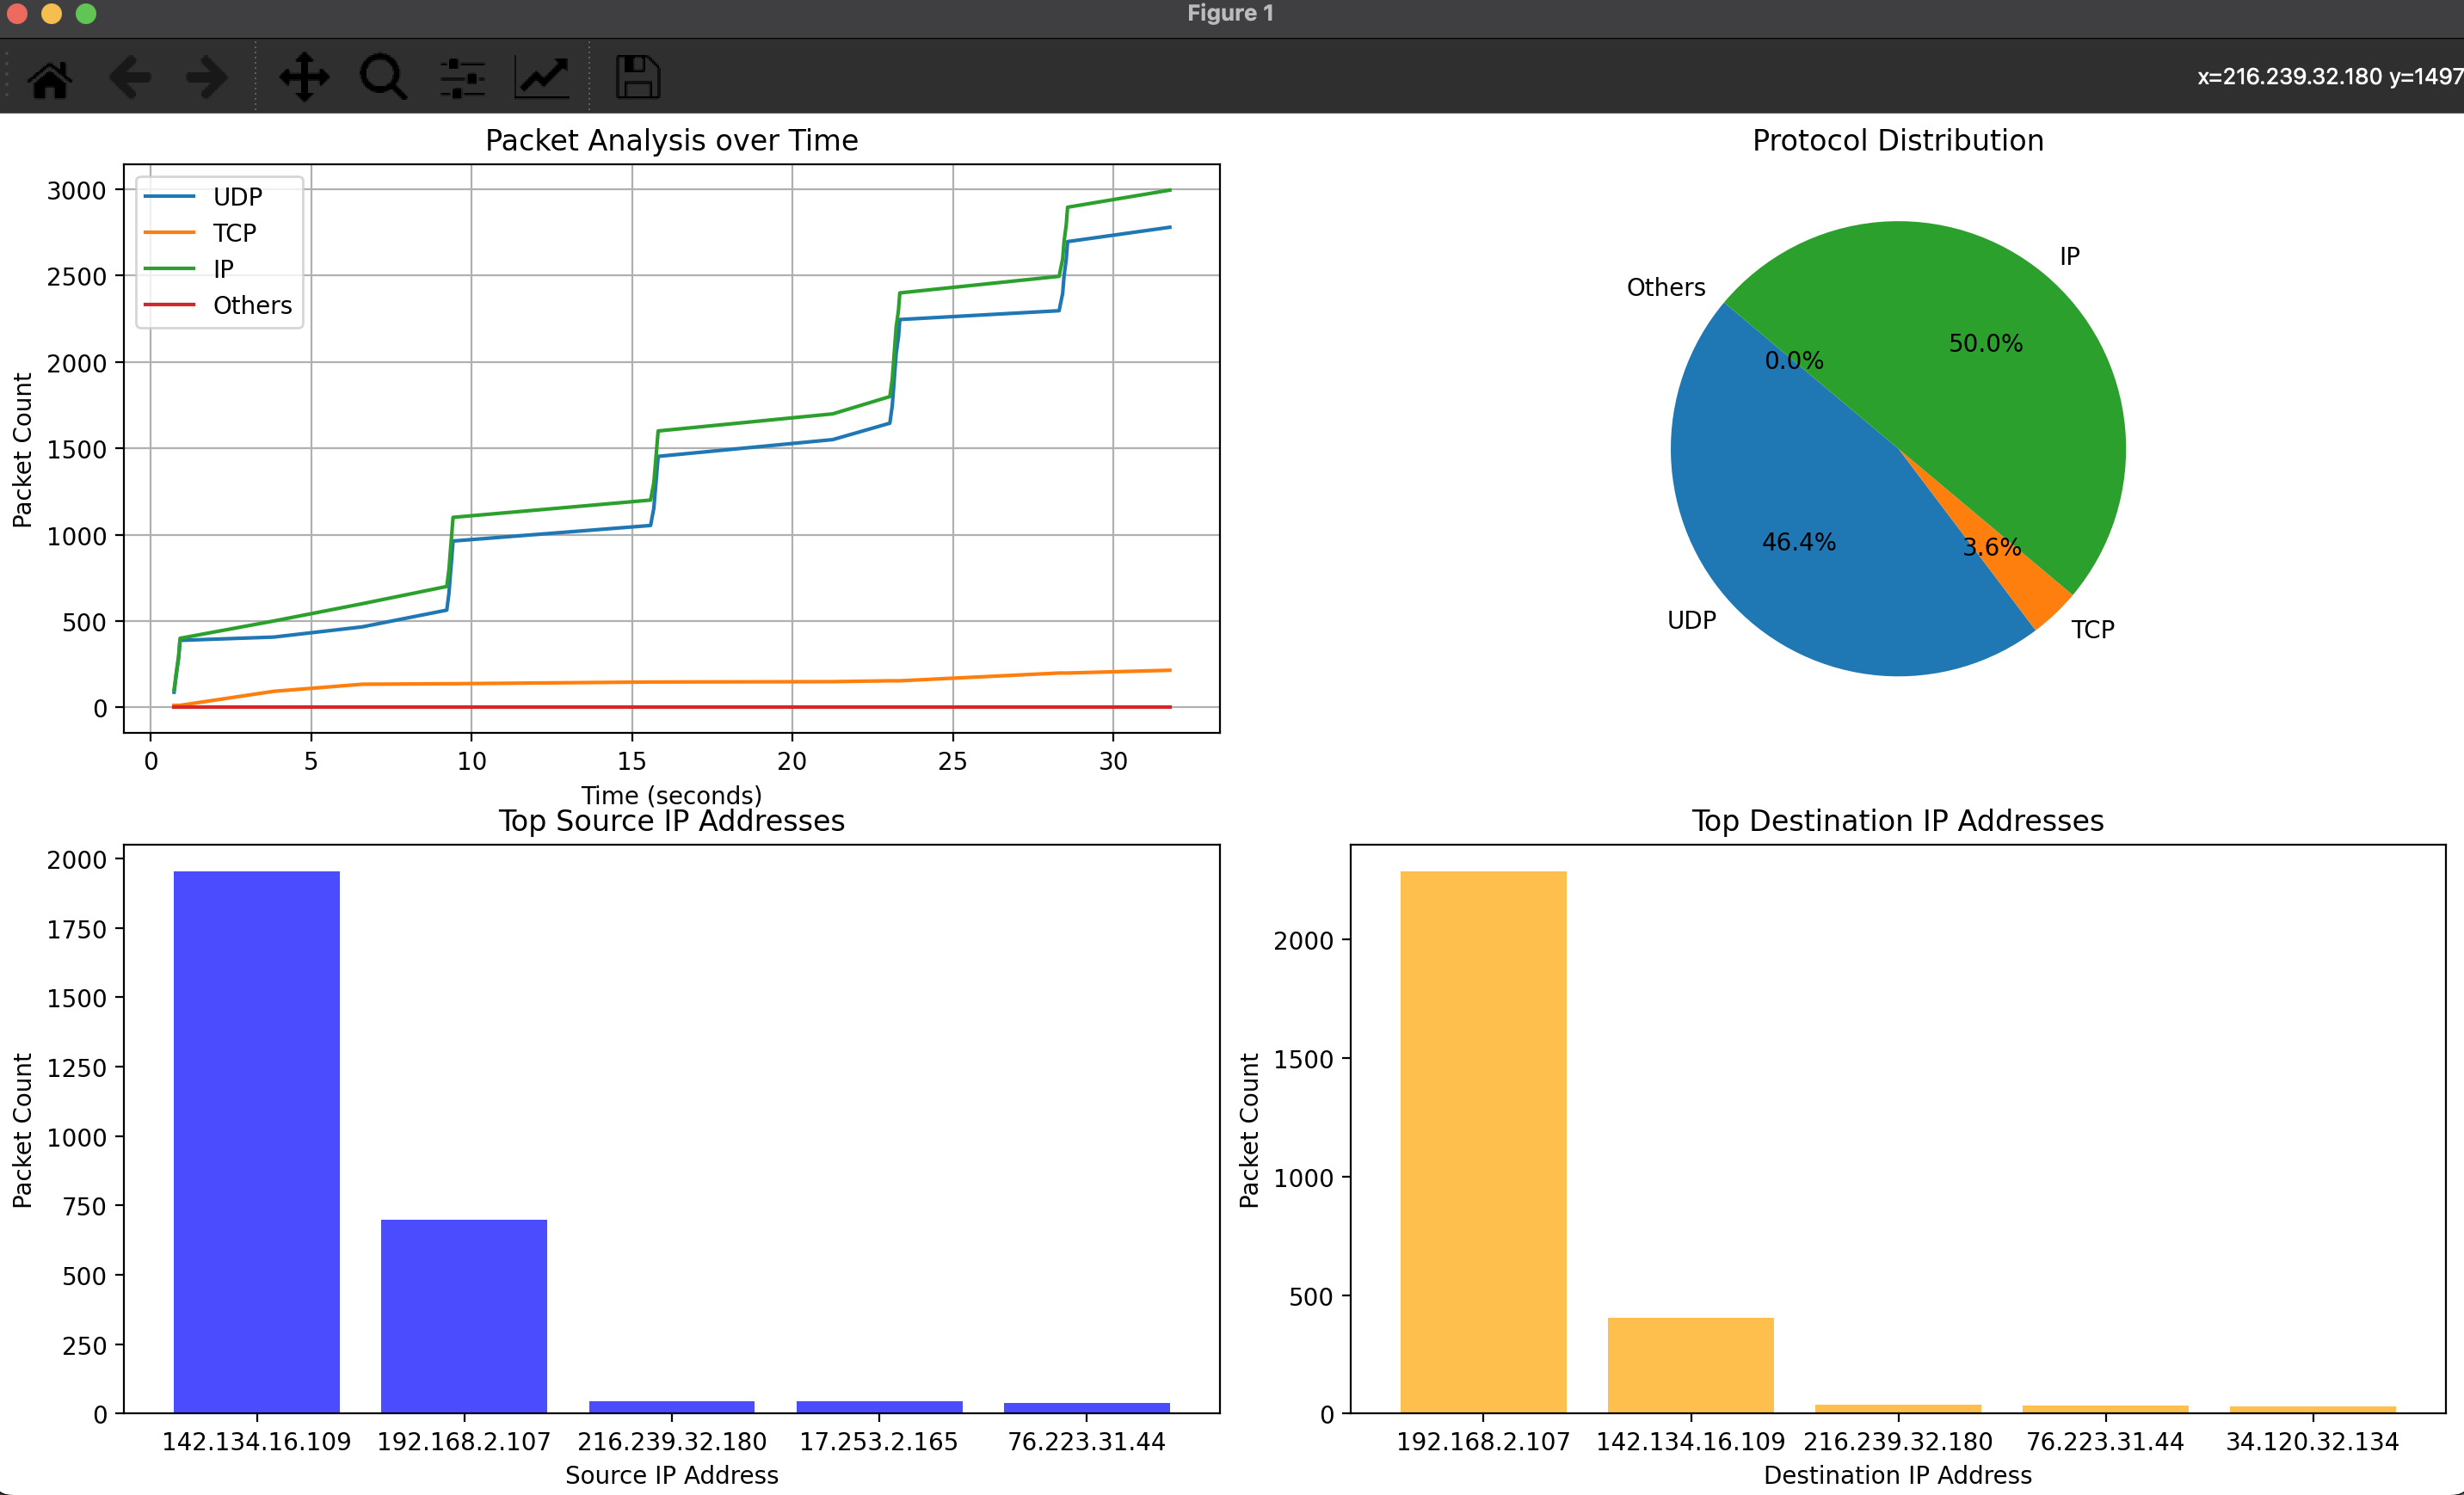 Figure 1
x=216.239.32.180 y=1497
Packet Analysis over Time
3000
2500
2000
1500
1000
500
0
Packet Count
UDP
TCP
IP
Others
0 5 10 15 20 25 30
Time (seconds)
Protocol Distribution
Others
IP
0.0%
50.0%
46.4%
3.6%
UDP
TCP
Top Source IP Addresses
2000
1750
1500
1250
1000
750
500
250
0
Packet Count
142.134.16.109 192.168.2.107 216.239.32.180 17.253.2.165 76.223.31.44
Source IP Address
Top Destination IP Addresses
2000
1500
1000
500
0
Packet Count
192.168.2.107 142.134.16.109 216.239.32.180 76.223.31.44 34.120.32.134
Destination IP Address